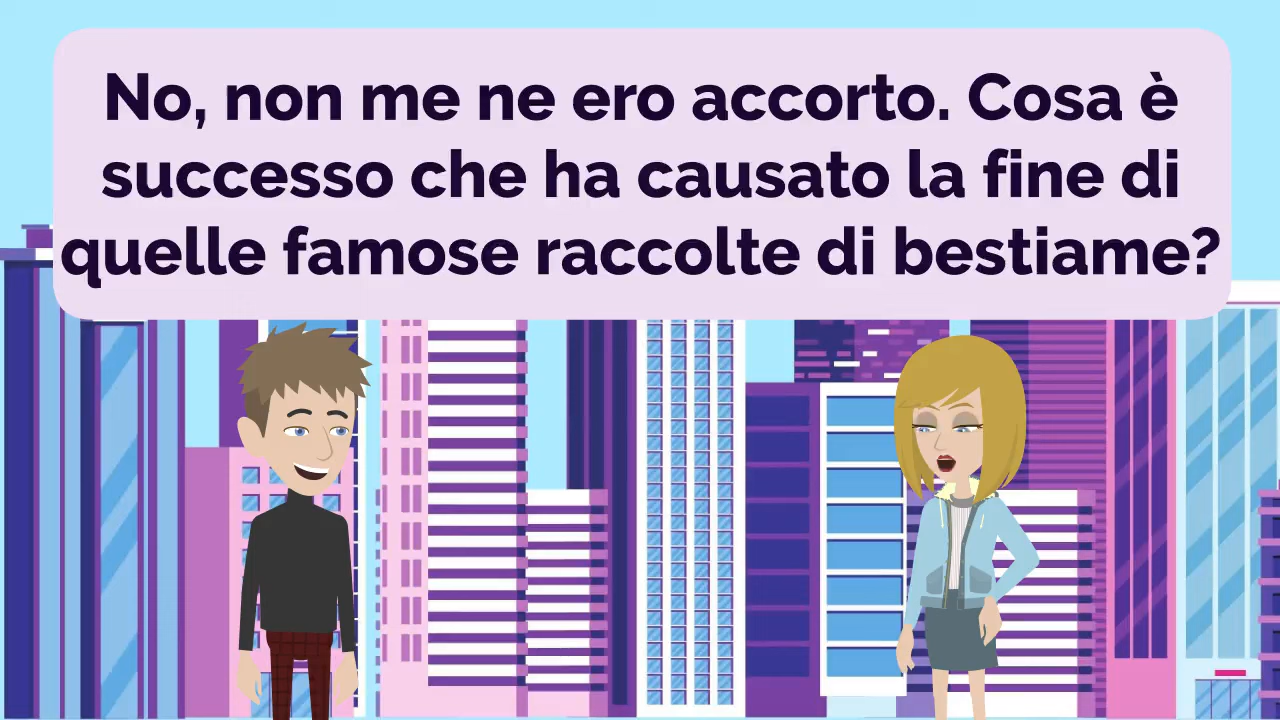 No, non me ne ero accorto. Cosa è
successo che ha causato la fine di
quelle famose raccolte di bestiame?